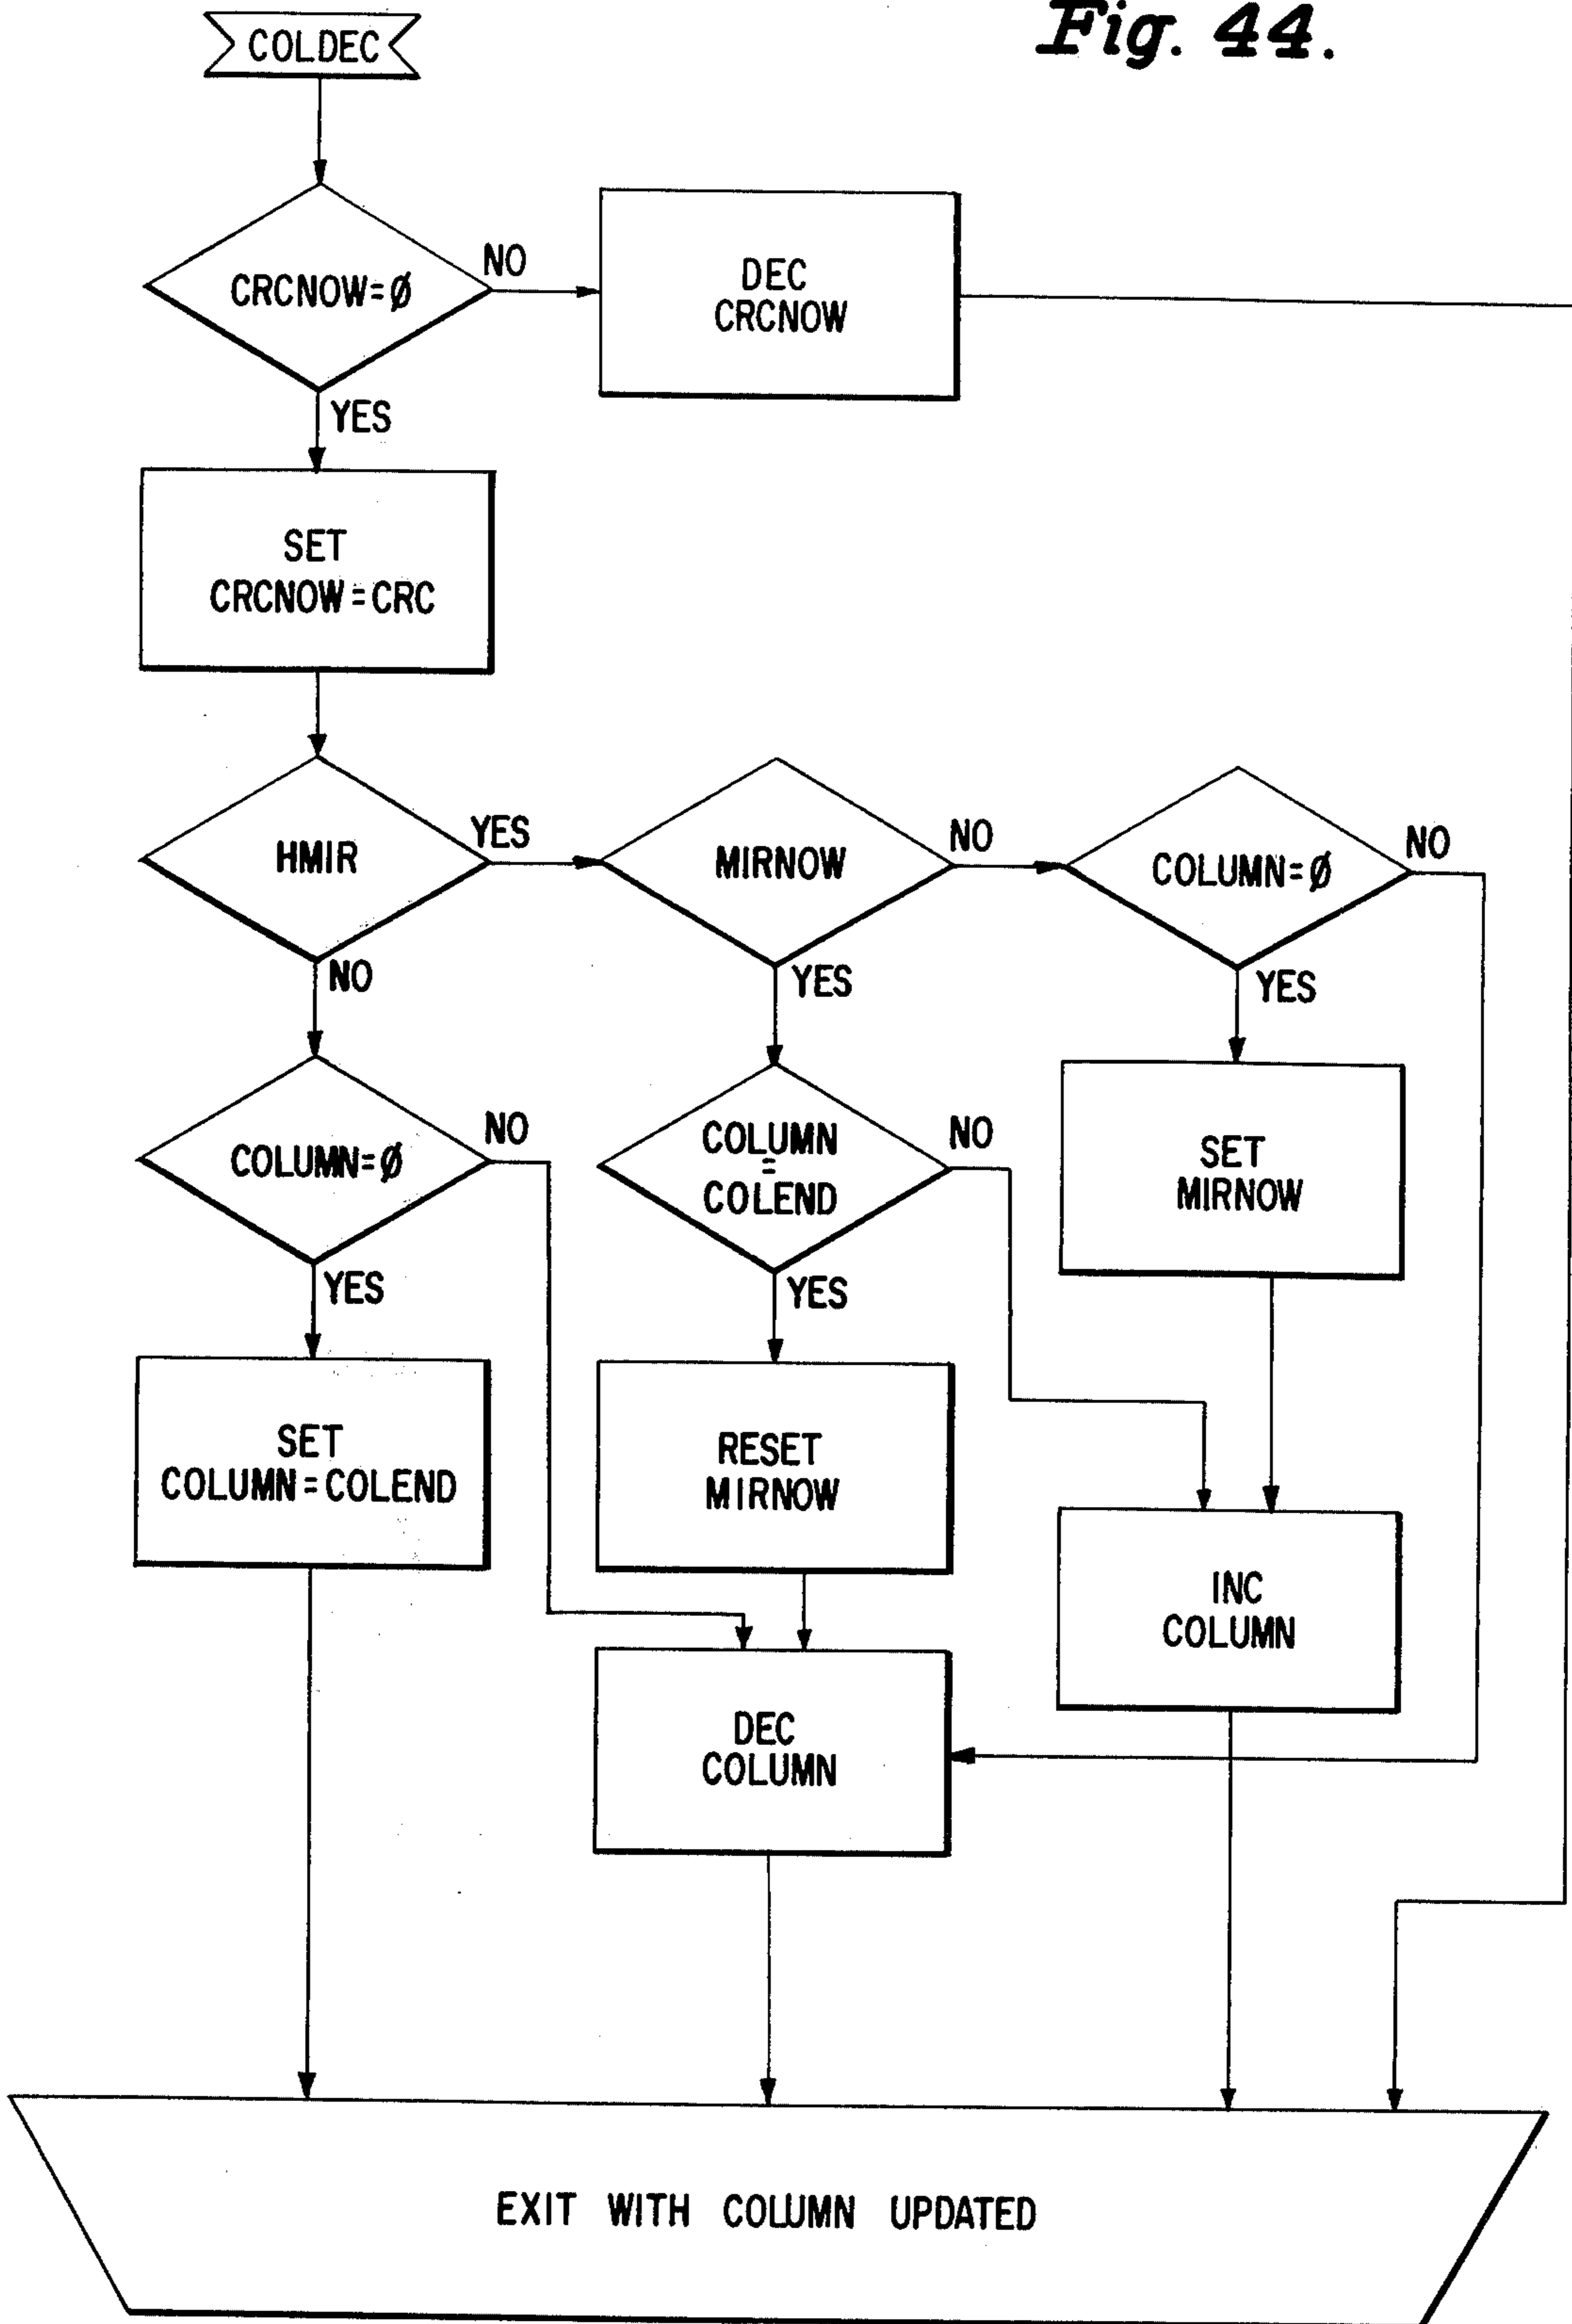 Fig. 44.
COLDEC
CRCNOW=Ø
NO
DEC
CRCNOW
YES
SET
CRCNOW=CRC
HMIR
YES
MIRNOW
NO
COLUMN=Ø
NO
NO
YES
YES
COLUMN=Ø
NO
COLUMN
=
COLEND
NO
SET
MIRNOW
YES
YES
SET
COLUMN=COLEND
RESET
MIRNOW
INC
COLUMN
DEC
COLUMN
EXIT WITH COLUMN UPDATED